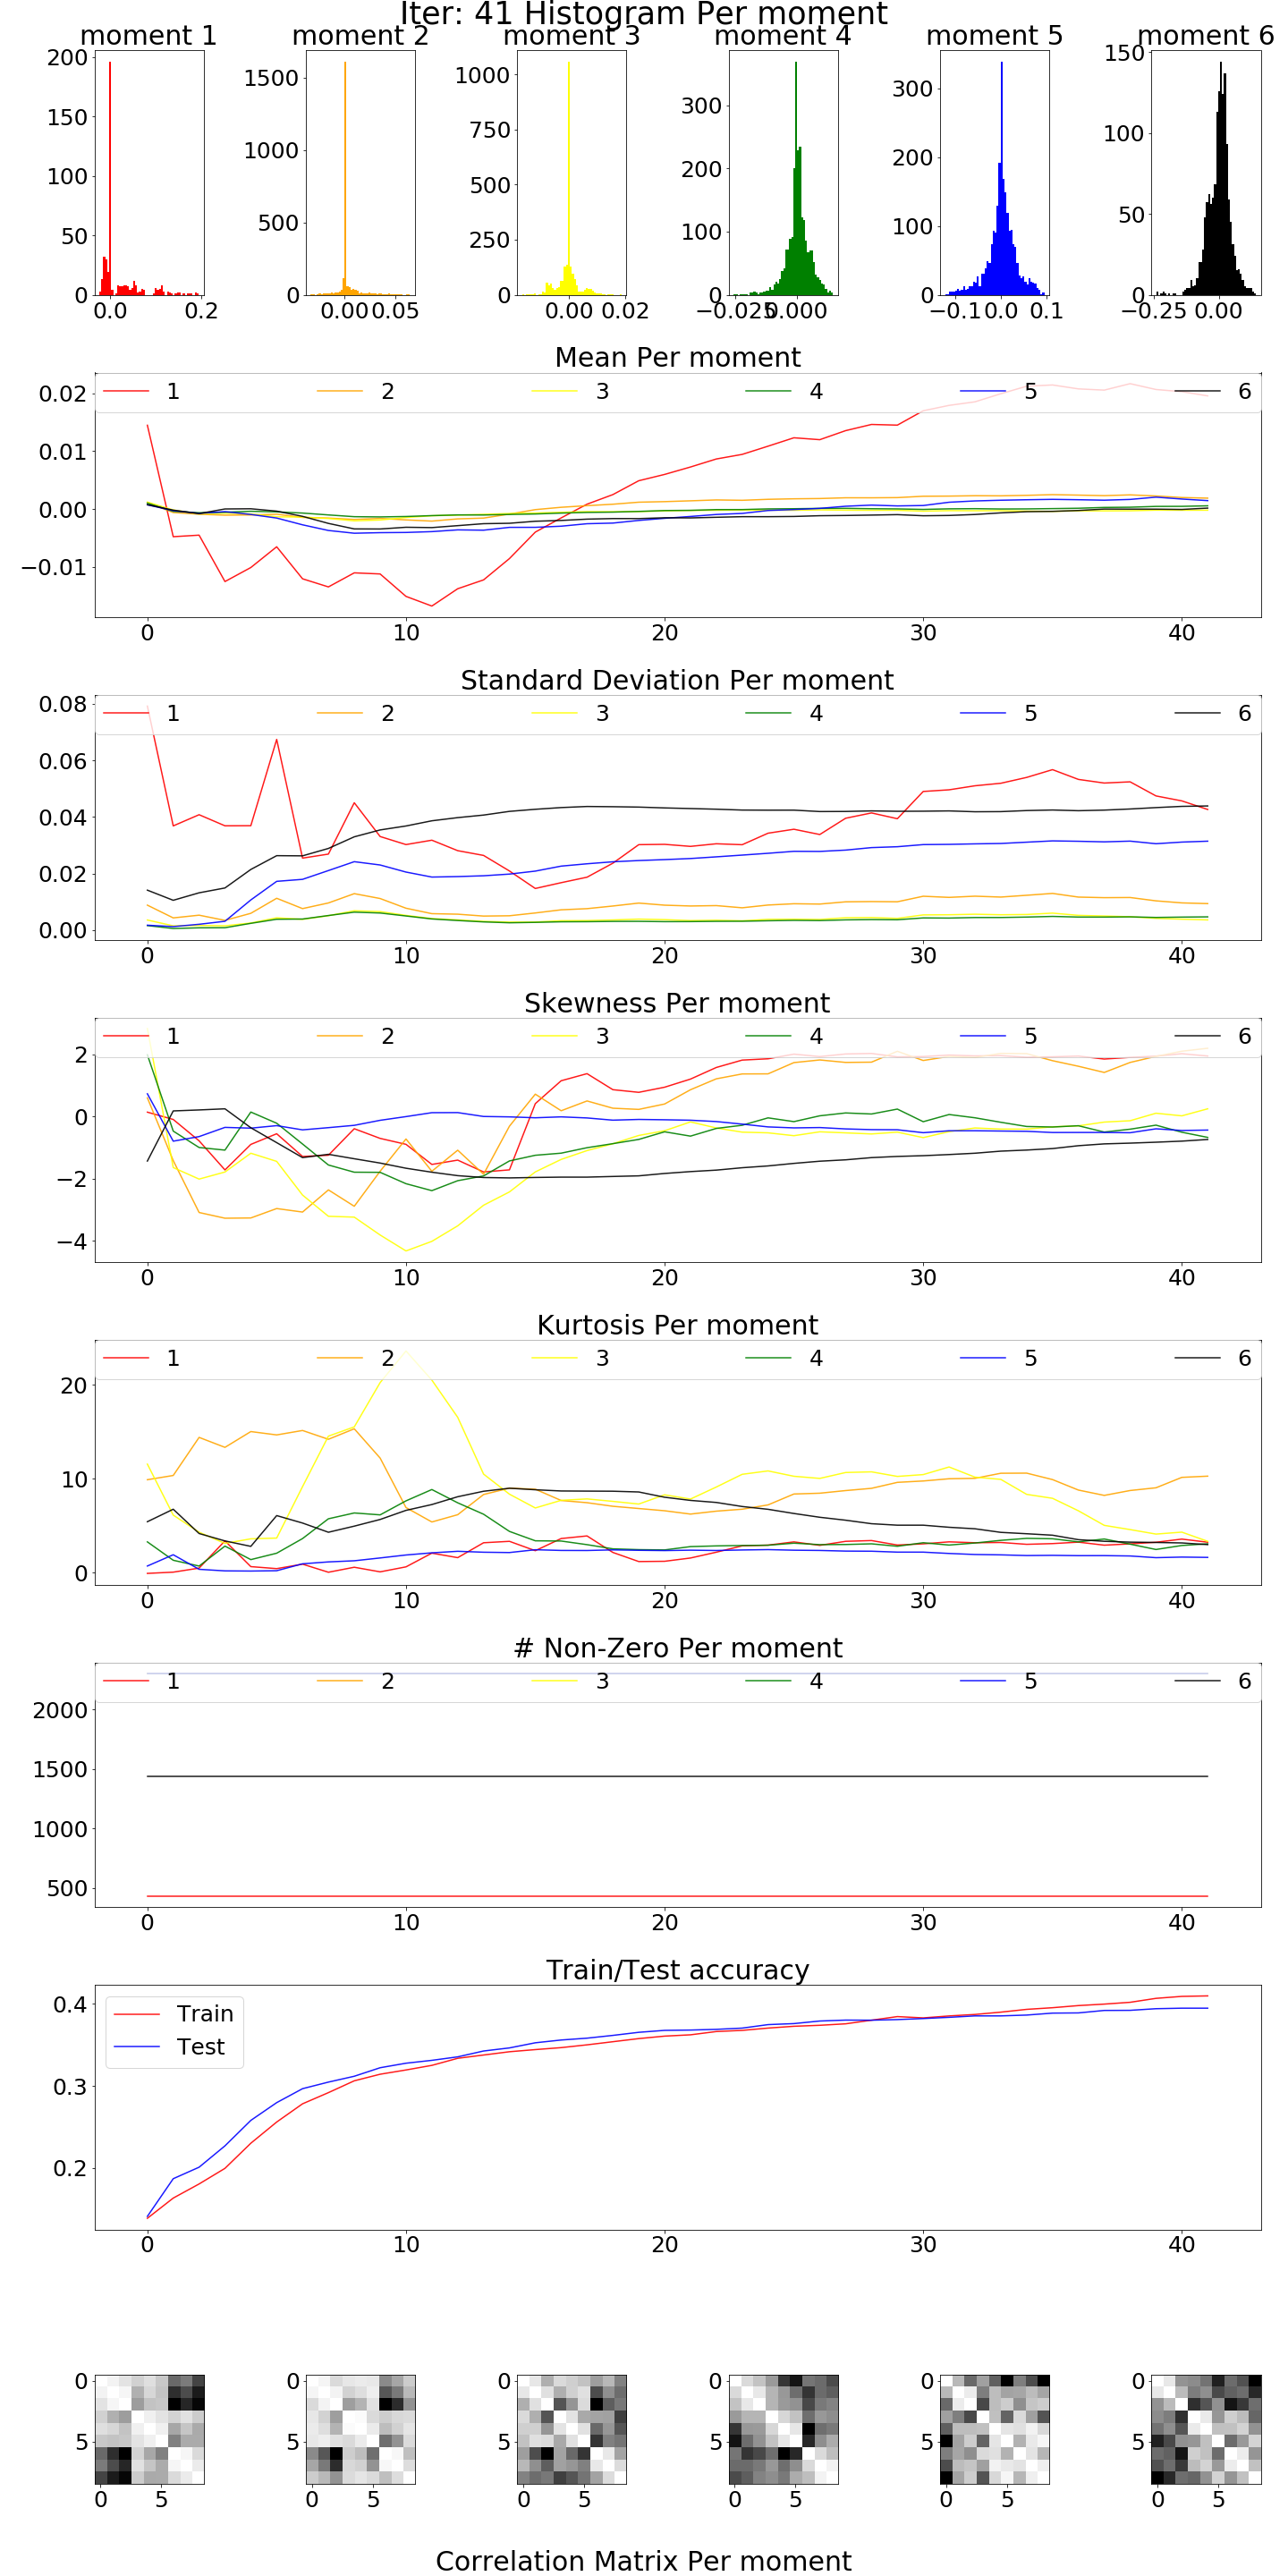 Iter: 41 Histogram Per moment
moment 1 moment 2 moment 3 moment 4 moment 5 moment 6
200 150 100 50 0
0.0 0.2
1500 1000 500 0
0.00 0.05
1000 750 500 250 0
0.00 0.02
300 200 100 0
−0.025 0.000
300 200 100 0
−0.1 0.0 0.1
150 100 50 0
−0.25 0.00
Mean Per moment
1 2 3 4 5 6
0.02
0.01
0.00
−0.01
0 10 20 30 40
Standard Deviation Per moment
1 2 3 4 5 6
0.08
0.06
0.04
0.02
0.00
0 10 20 30 40
Skewness Per moment
1 2 3 4 5 6
2
0
−2
−4
0 10 20 30 40
Kurtosis Per moment
1 2 3 4 5 6
20
10
0
0 10 20 30 40
# Non-Zero Per moment
1 2 3 4 5 6
2000
1500
1000
500
0 10 20 30 40
Train/Test accuracy
Train
Test
0.4
0.3
0.2
0 10 20 30 40
0 0 0 0 0 0
5 5 5 5 5 5
0 5 0 5 0 5 0 5 0 5 0 5
Correlation Matrix Per moment